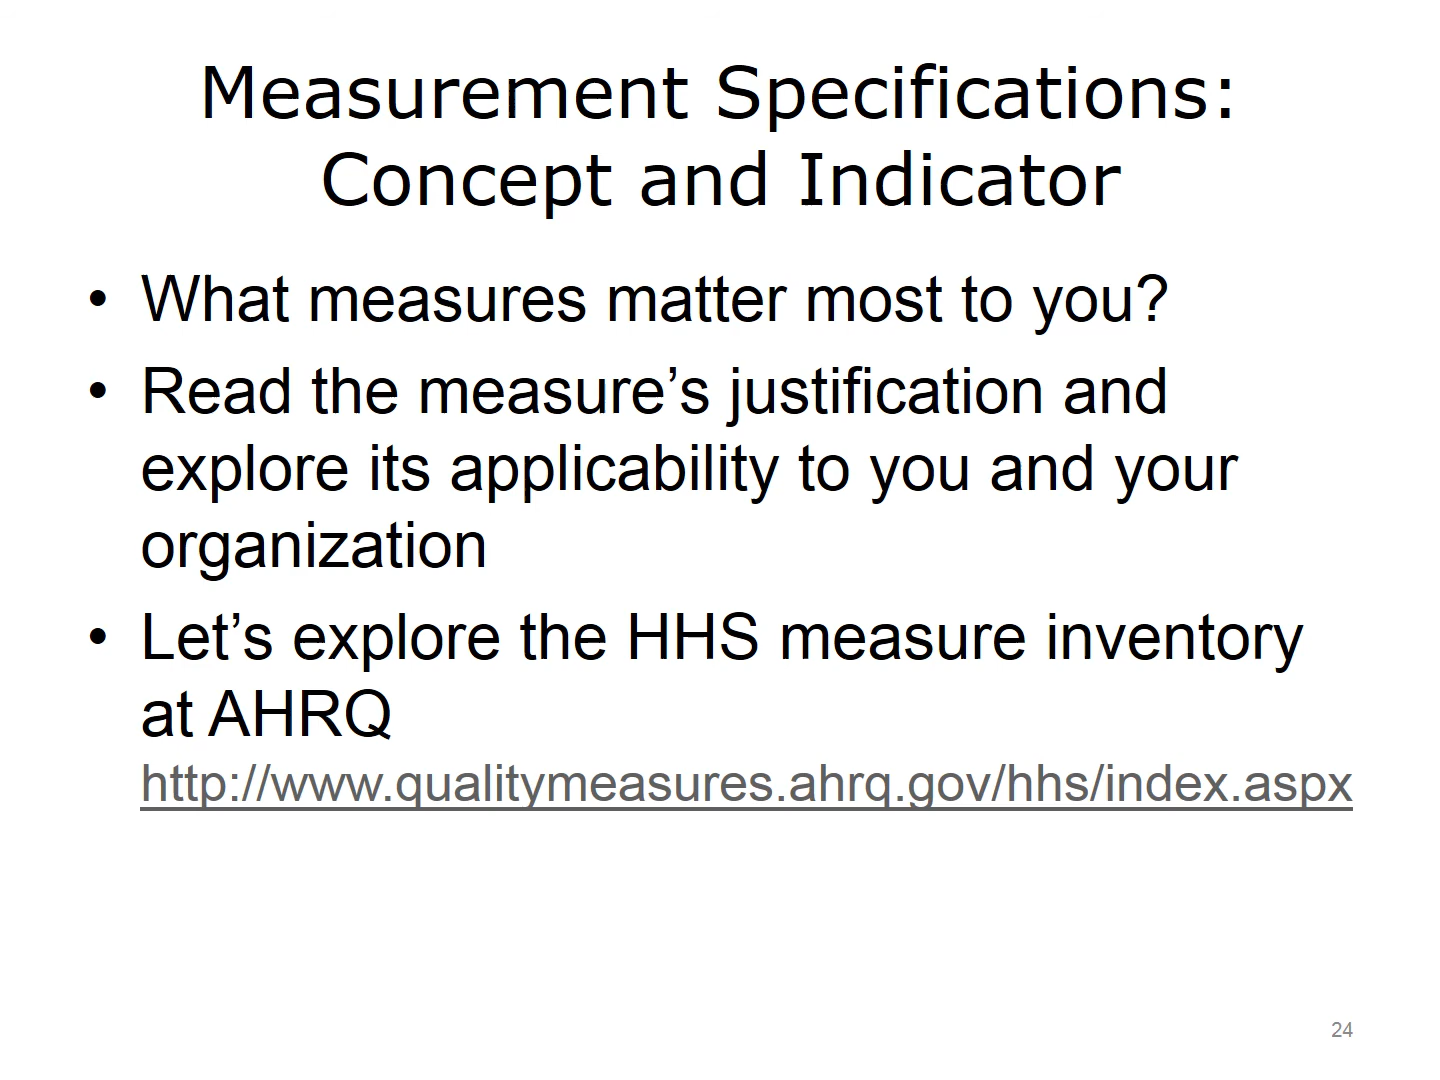 Measurement Specifications:
Concept and Indicator
• What measures matter most to you?
• Read the measure’s justification and
explore its applicability to you and your
organization
• Let’s explore the HHS measure inventory
at AHRQ
http://www.qualitymeasures.ahrq.gov/hhs/index.aspx
24